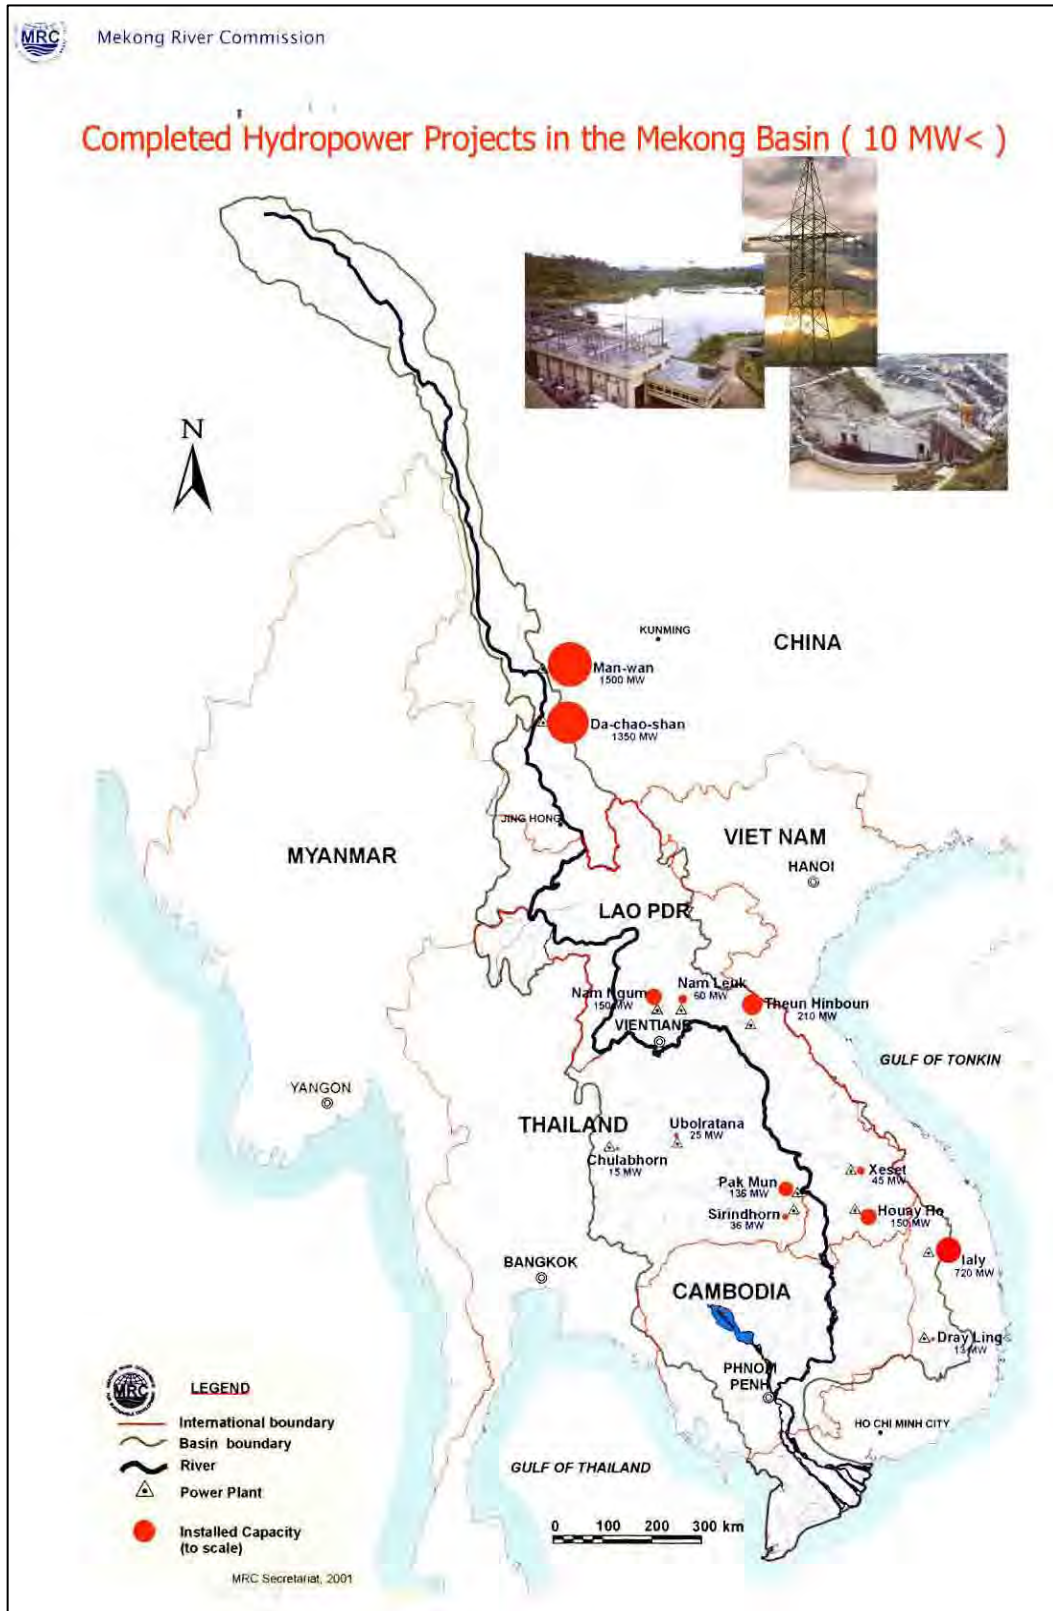 MRC
Mekong River Commission
Completed Hydropower Projects in the Mekong Basin ( 10 MW< )
N
KUNMING
CHINA
Man-wan
1500 MW
Da-chao-shan
1350 MW
JING HONG
MYANMAR
VIET NAM
HANOI
LAO PDR
Nam Ngum
150 MW
Nam Leuk
60 MW
Theun Hinboun
210 MW
VIENTIANE
GULF OF TONKIN
YANGON
THAILAND
Ubolratana
25 MW
Chulabhorn
15 MW
Xeset
45 MW
Pak Mun
136 MW
Sirindhorn
36 MW
Houay Ho
150 MW
Ialy
720 MW
BANGKOK
CAMBODIA
Dray Ling
13 MW
PHNOM
PENH
HO CHI MINH CITY
GULF OF THAILAND
MRC
LEGEND
International boundary
Basin boundary
River
Power Plant
Installed Capacity
(to scale)
0 100 200 300 km
MRC Secretariat, 2001